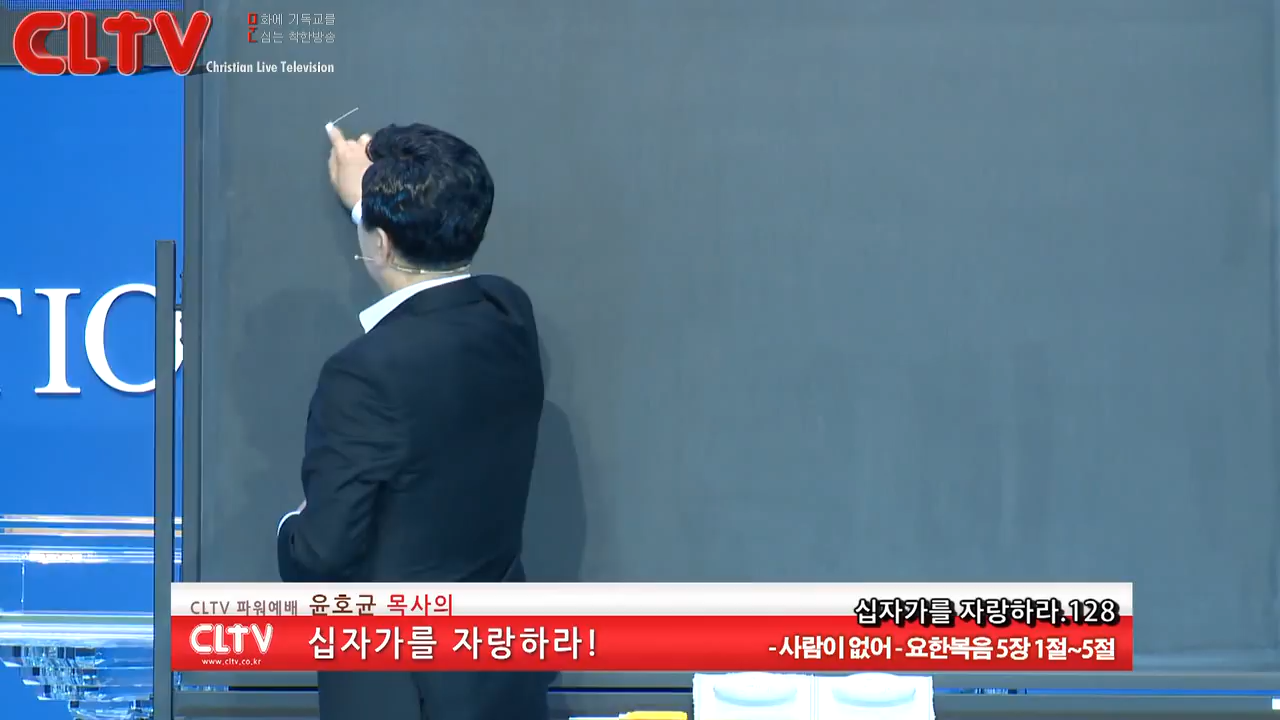 CLTV
문화에 기독교를
심는 착한방송
Christian Live Television
TIO
CLTV 파워예배 윤호균 목사의
십자가를 자랑하라.128
CLTV
www.cltv.co.kr
십자가를 자랑하라!
- 사람이 없어 - 요한복음 5장 1절~5절